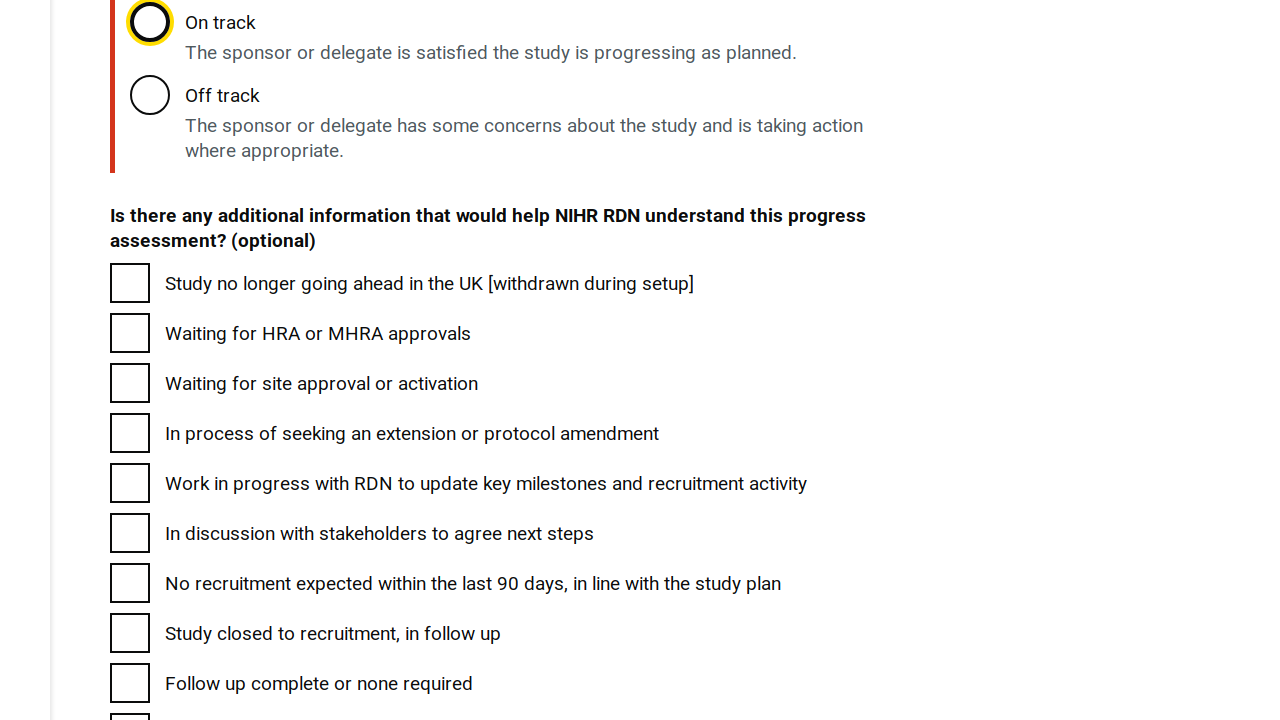 On track
The sponsor or delegate is satisfied the study is progressing as planned.
Off track
The sponsor or delegate has some concerns about the study and is taking action
where appropriate.
Is there any additional information that would help NIHR RDN understand this progress
assessment? (optional)
Study no longer going ahead in the UK [withdrawn during setup]
Waiting for HRA or MHRA approvals
Waiting for site approval or activation
In process of seeking an extension or protocol amendment
Work in progress with RDN to update key milestones and recruitment activity
In discussion with stakeholders to agree next steps
No recruitment expected within the last 90 days, in line with the study plan
Study closed to recruitment, in follow up
Follow up complete or none required